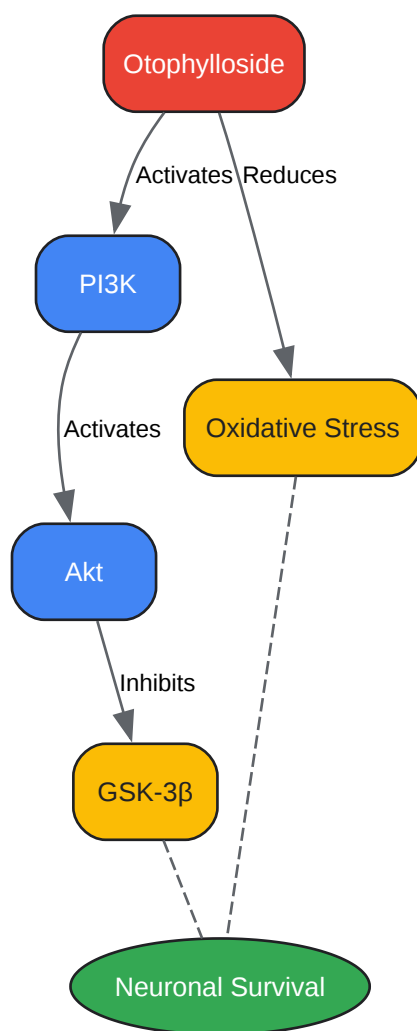 Otophylloside
Activates
Reduces
PI3K
Oxidative Stress
Activates
Akt
Inhibits
GSK-3β
Neuronal Survival